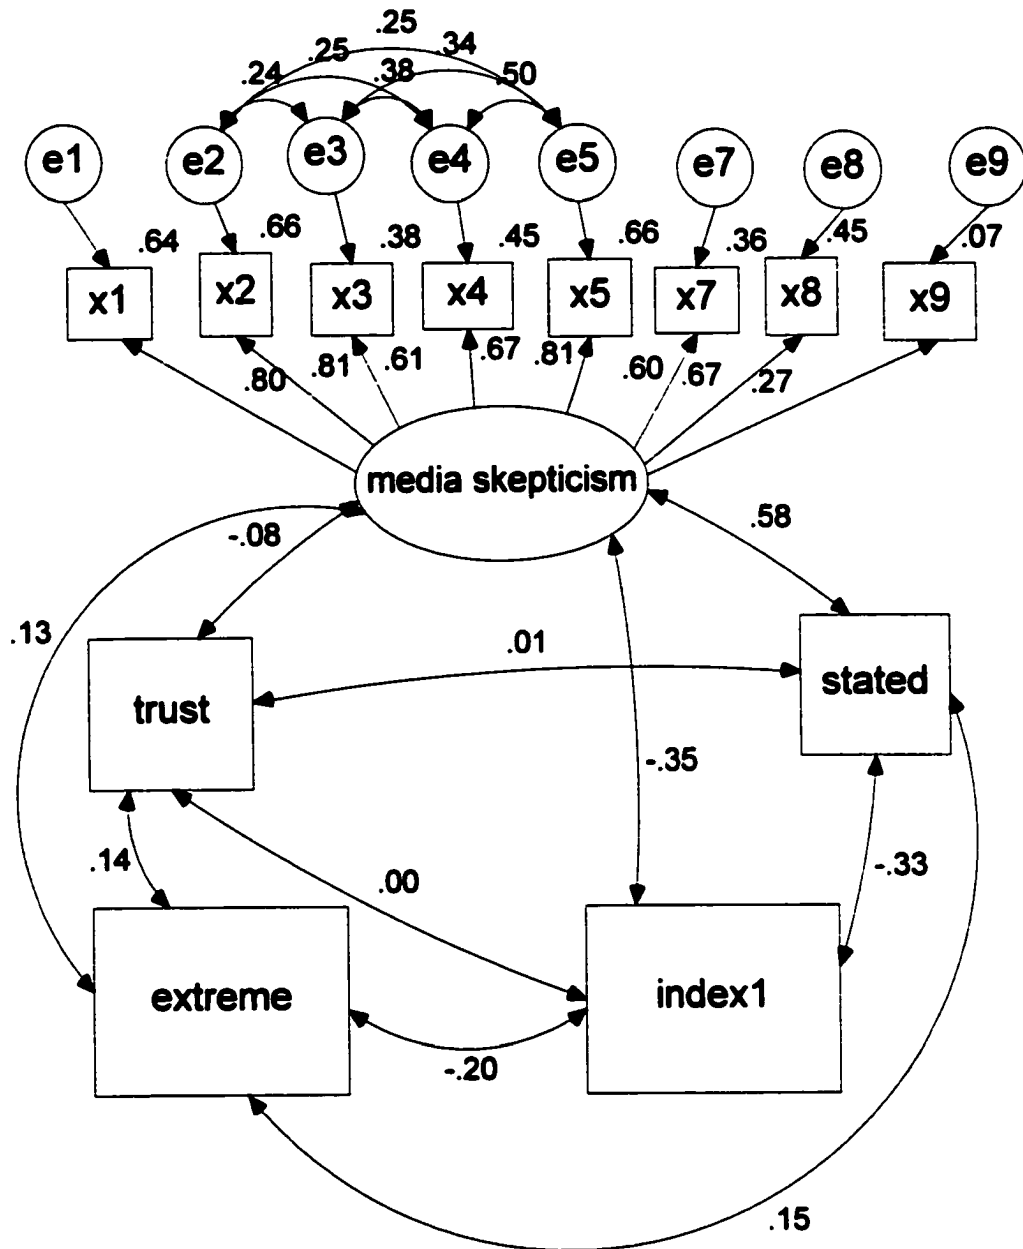 .25
.25 .34
.24 .38 .50
e1 e2 e3 e4 e5 e7 e8 e9
.64 .66 .38 .45 .66 .36 .45 .07
x1 x2 x3 x4 x5 x7 x8 x9
.80 .81 .61 .67 .81 .60 .67 .27
media skepticism
-.08 .58
.13 .01
trust stated
-.35
.14 .00 -.33
extreme index1
-.20
.15